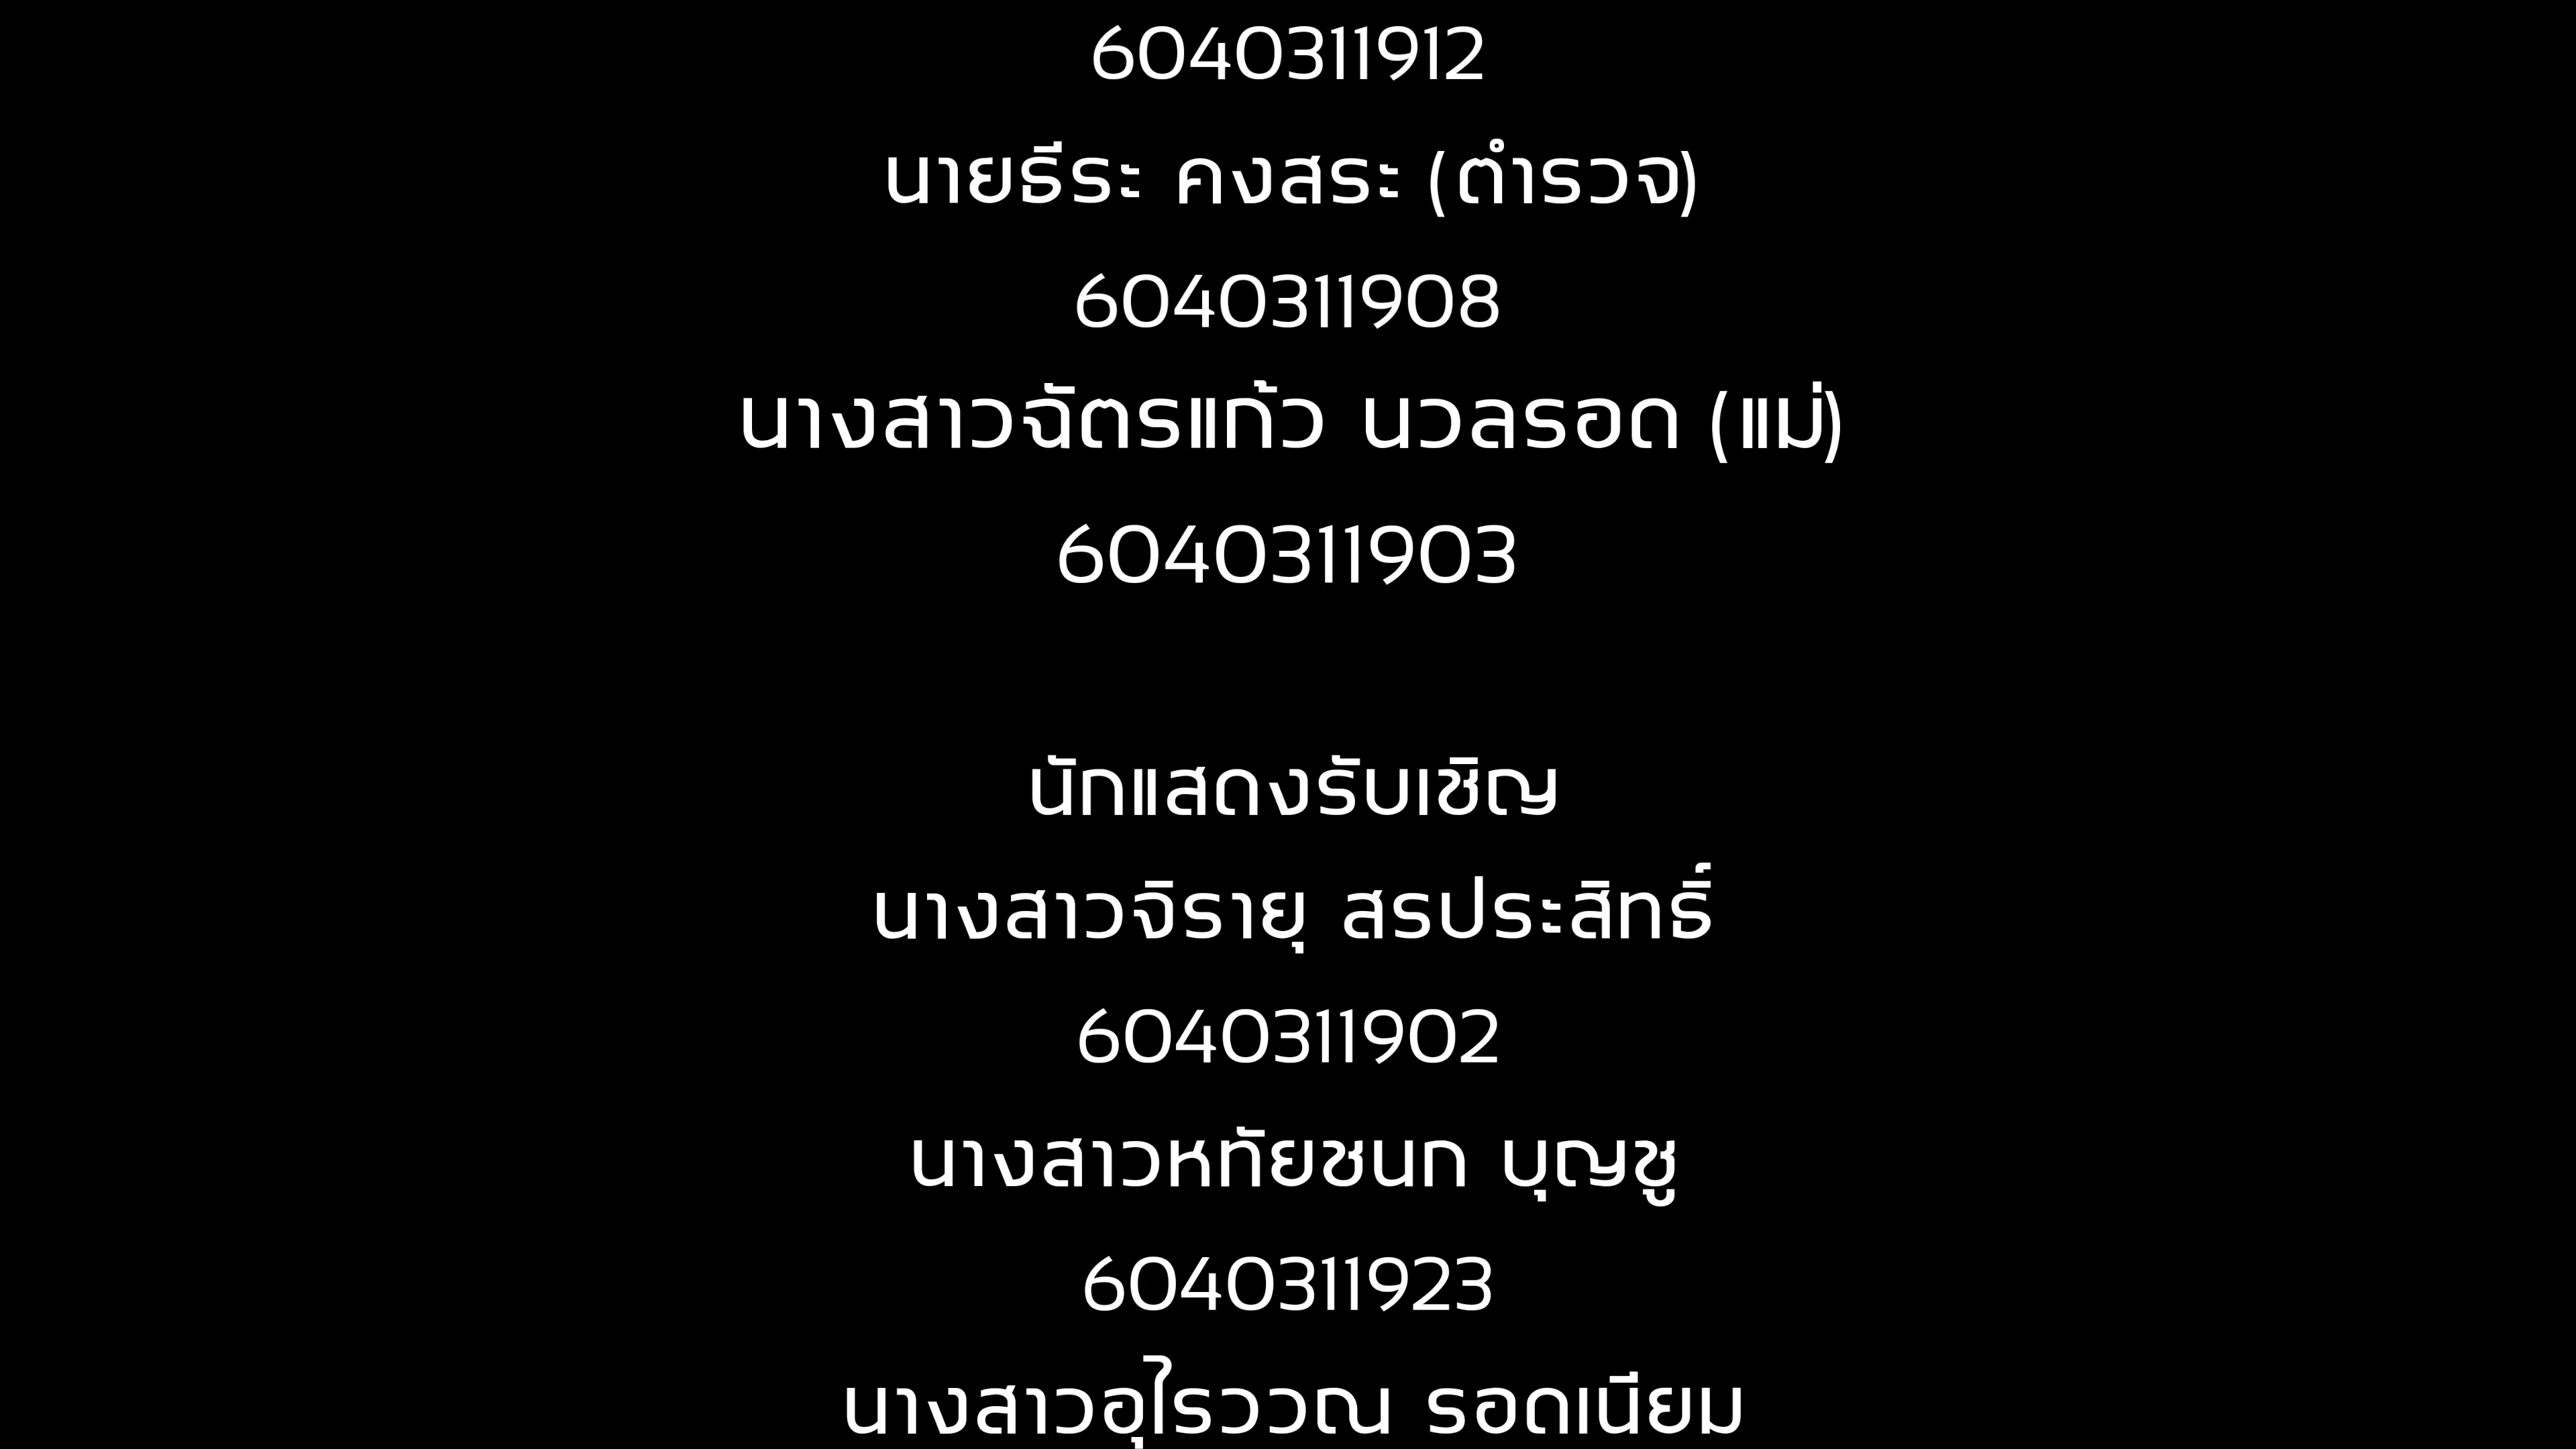 6040311912
นายธีระ คงสระ (ตำรวจ)
6040311908
นางสาวฉัตรแก้ว นวลรอด (แม่)
6040311903
นักแสดงรับเชิญ
นางสาวจิรายุ สรประสิทธิ์
6040311902
นางสาวหทัยชนก บุญชู
6040311923
นางสาวอุไรววณ รอดเนียม